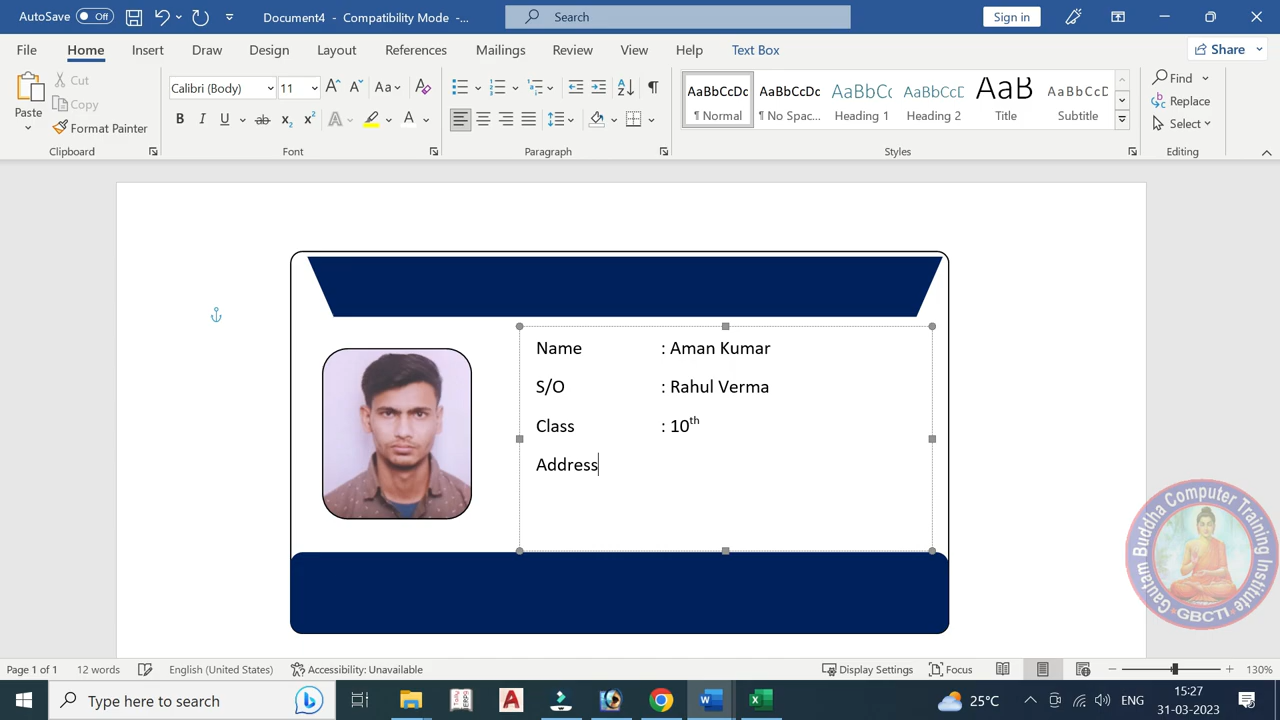 AutoSave Off Document4 - Compatibility Mode -... Search Sign in
File Home Insert Draw Design Layout References Mailings Review View Help Text Box Share
Paste Cut Copy Format Painter
Calibri (Body) 11 Aa
AaBbCcDc AaBbCcDc AaBbCc AaBbCcD AaB AaBbCcD
¶ Normal ¶ No Spac... Heading 1 Heading 2 Title Subtitle
Find Replace Select
Clipboard Font Paragraph Styles Editing
Name : Aman Kumar
S/O : Rahul Verma
Class : 10th
Address
Gautam Buddha Computer Training Institute
GBCTI
Page 1 of 1 12 words English (United States) Accessibility: Unavailable Display Settings Focus 130%
Type here to search 25°C ENG 15:27
31-03-2023